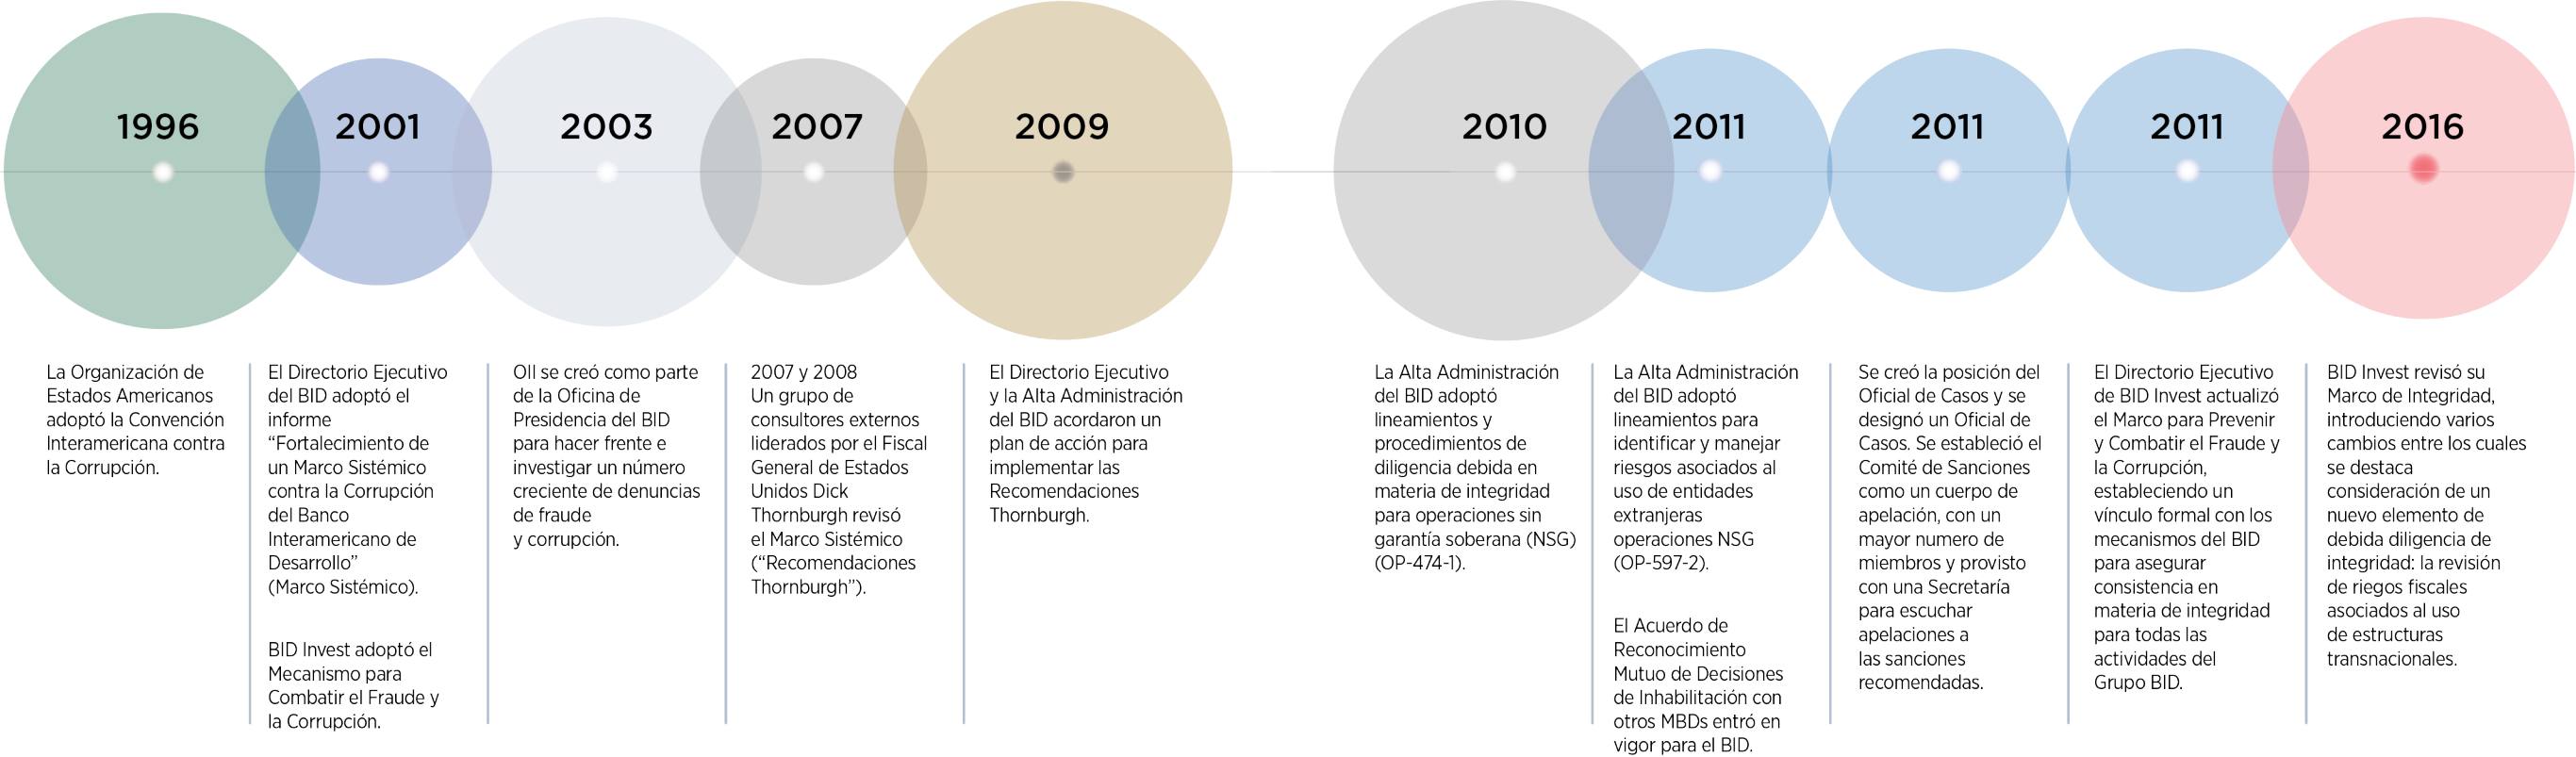 1996
La Organización de
Estados Americanos
adoptó la Convención
Interamericana contra
la Corrupción.
2001
El Directorio Ejecutivo
del BID adoptó el
informe
“Fortalecimiento de
un Marco Sistémico
contra la Corrupción
del Banco
Interamericano de
Desarrollo”
(Marco Sistémico).
BID Invest adoptó el
Mecanismo para
Combatir el Fraude y
la Corrupción.
2003
OII se creó como parte
de la Oficina de
Presidencia del BID
para hacer frente e
investigar un número
creciente de denuncias
de fraude
y corrupción.
2007
2007 y 2008
Un grupo de
consultores externos
liderados por el Fiscal
General de Estados
Unidos Dick
Thornburgh revisó
el Marco Sistémico
(“Recomendaciones
Thornburgh”).
2009
El Directorio Ejecutivo
y la Alta Administración
del BID acordaron un
plan de acción para
implementar las
Recomendaciones
Thornburgh.
2010
La Alta Administración
del BID adoptó
lineamientos y
procedimientos de
diligencia debida en
materia de integridad
para operaciones sin
garantía soberana (NSG)
(OP-474-1).
2011
La Alta Administración
del BID adoptó
lineamientos para
identificar y manejar
riesgos asociados al
uso de entidades
extranjeras
operaciones NSG
(OP-597-2).
El Acuerdo de
Reconocimiento
Mutuo de Decisiones
de Inhabilitación con
otros MBDs entró en
vigor para el BID.
2011
Se creó la posición del
Oficial de Casos y se
designó un Oficial de
Casos. Se estableció el
Comité de Sanciones
como un cuerpo de
apelación, con un
mayor numero de
miembros y provisto
con una Secretaría
para escuchar
apelaciones a
las sanciones
recomendadas.
2011
El Directorio Ejecutivo
de BID Invest actualizó
el Marco para Prevenir
y Combatir el Fraude y
la Corrupción,
estableciendo un
vínculo formal con los
mecanismos del BID
para asegurar
consistencia en
materia de integridad
para todas las
actividades del
Grupo BID.
2016
BID Invest revisó su
Marco de Integridad,
introduciendo varios
cambios entre los cuales
se destaca
consideración de un
nuevo elemento de
debida diligencia de
integridad: la revisión
de riegos fiscales
asociados al uso
de estructuras
transnacionales.